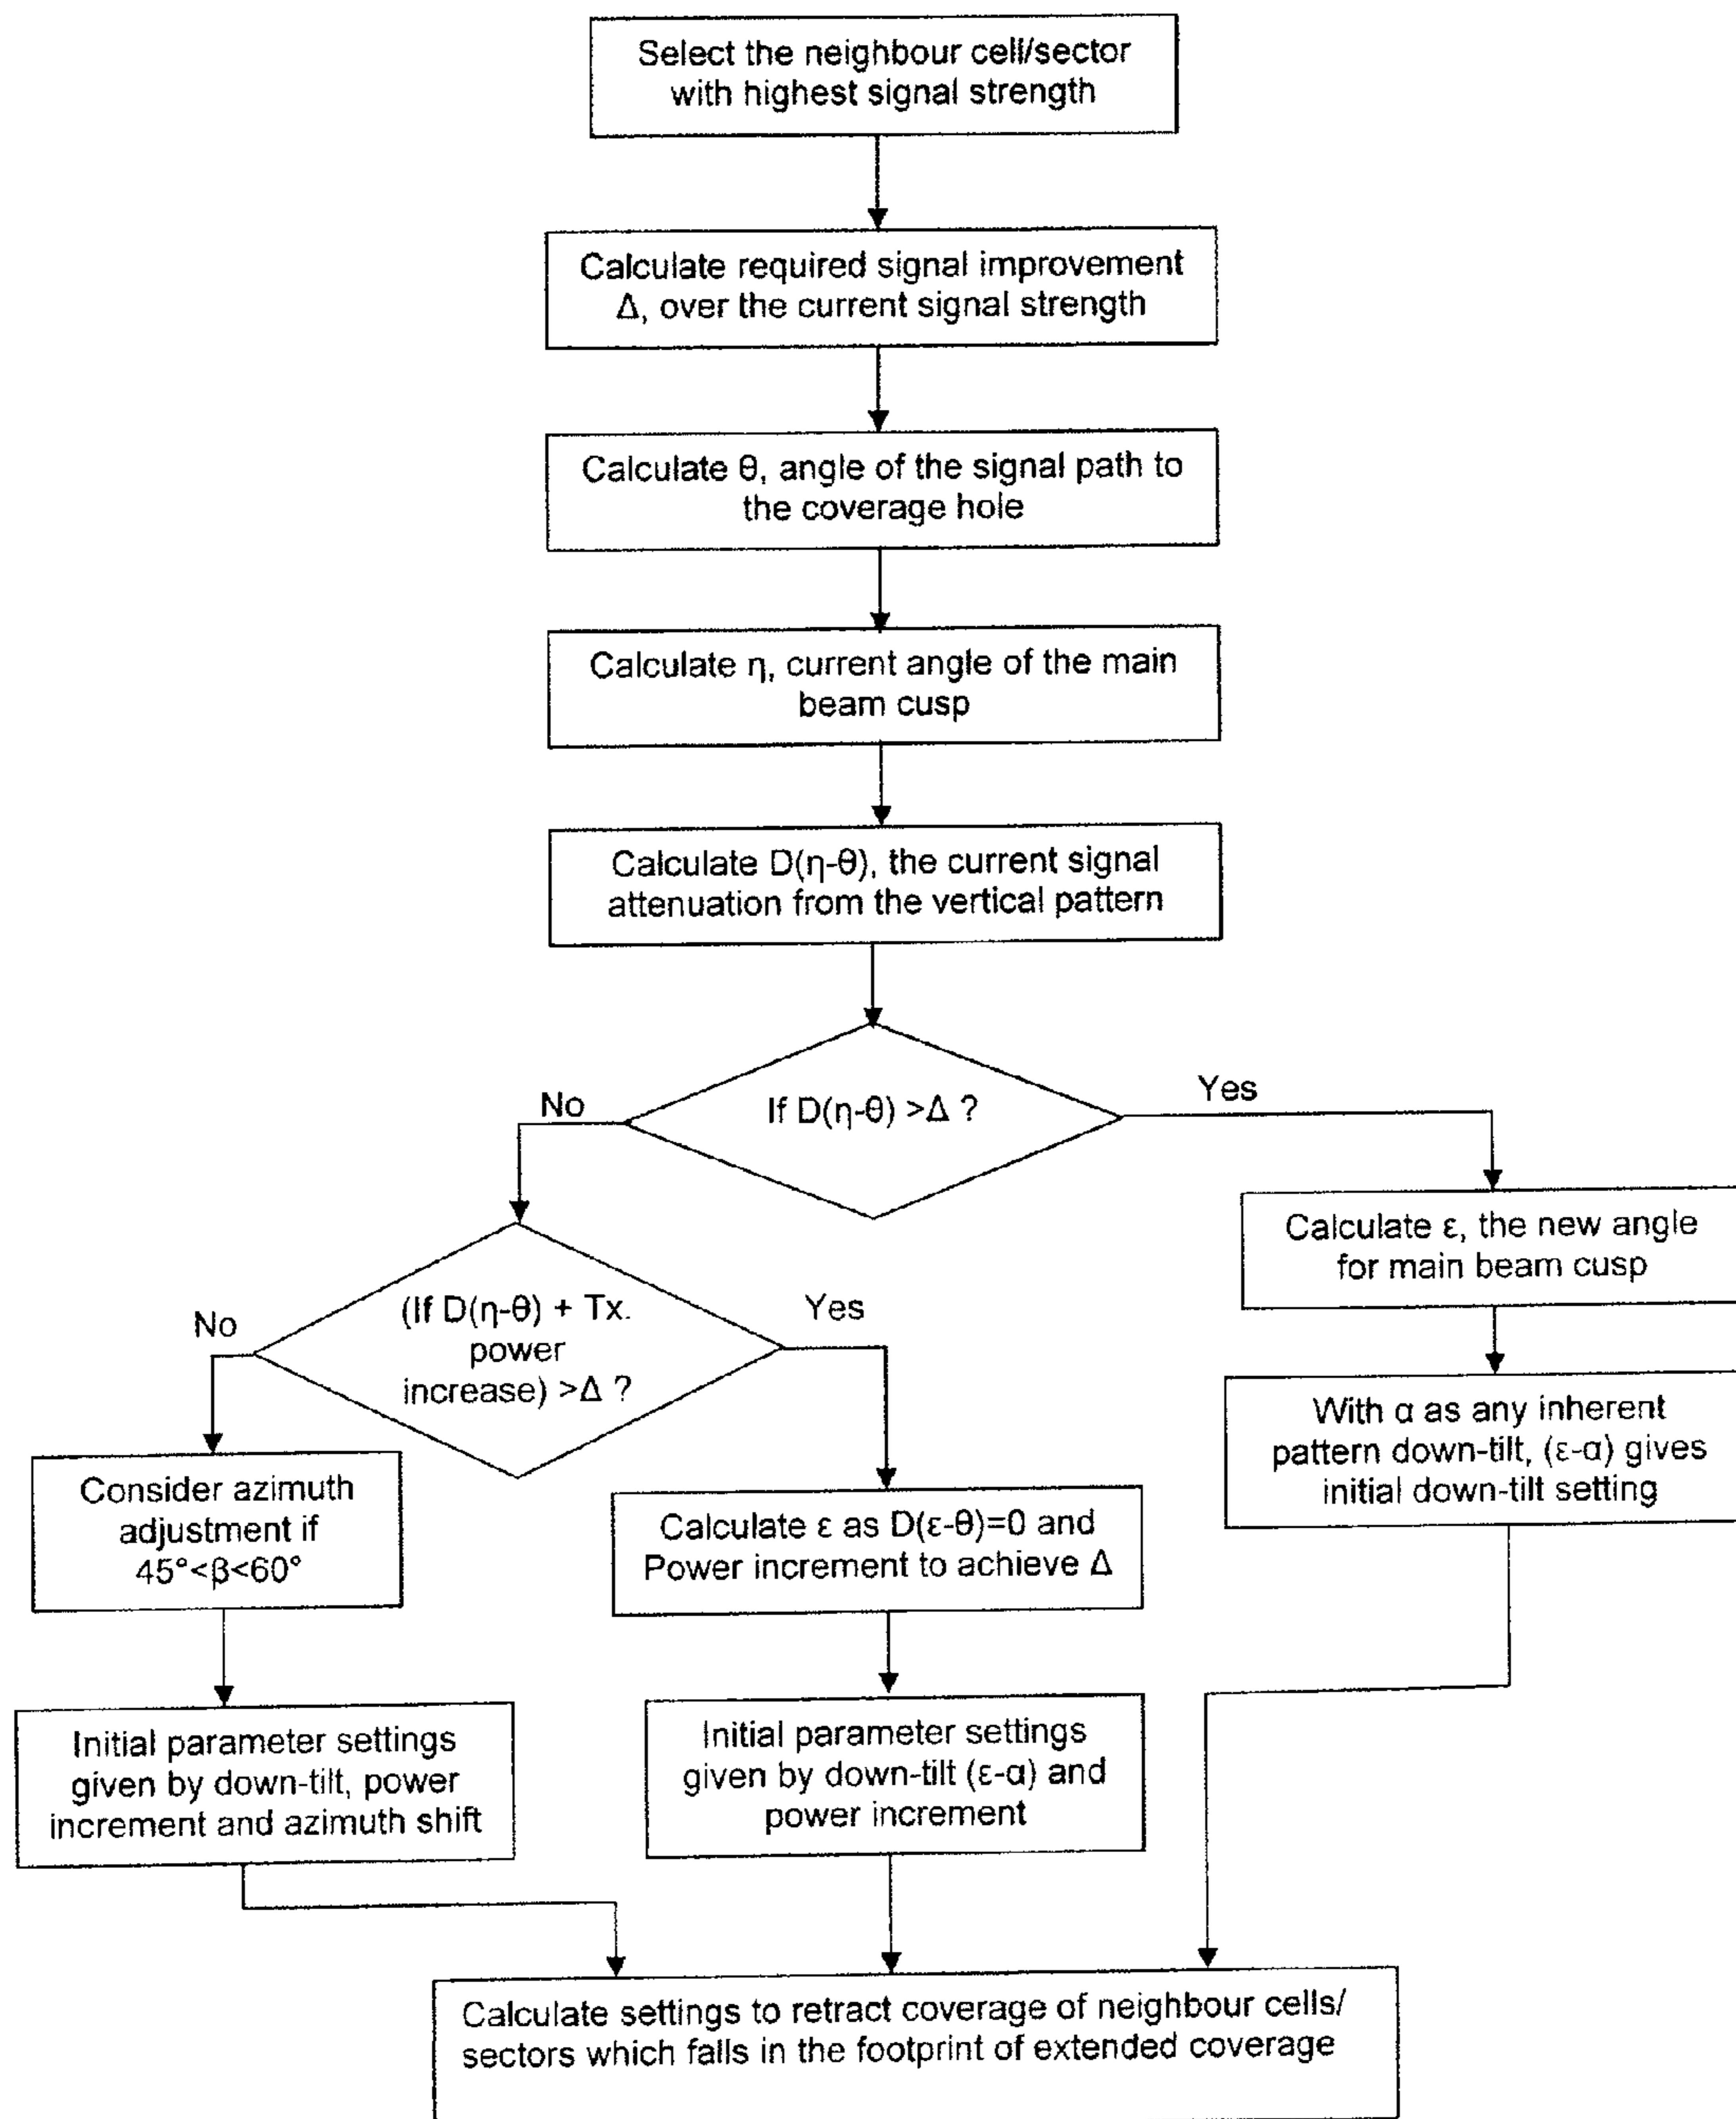 Select the neighbour cell/sector
with highest signal strength
Calculate required signal improvement
Δ, over the current signal strength
Calculate θ, angle of the signal path to
the coverage hole
Calculate η, current angle of the main
beam cusp
Calculate D(η-θ), the current signal
attenuation from the vertical pattern
If D(η-θ) >Δ ?
No
Yes
Calculate ε, the new angle
for main beam cusp
(If D(η-θ) + Tx.
power
increase) >Δ ?
No
Yes
With α as any inherent
pattern down-tilt, (ε-α) gives
initial down-tilt setting
Consider azimuth
adjustment if
45°<β<60°
Calculate ε as D(ε-θ)=0 and
Power increment to achieve Δ
Initial parameter settings
given by down-tilt, power
increment and azimuth shift
Initial parameter settings
given by down-tilt (ε-α) and
power increment
Calculate settings to retract coverage of neighbour cells/
sectors which falls in the footprint of extended coverage